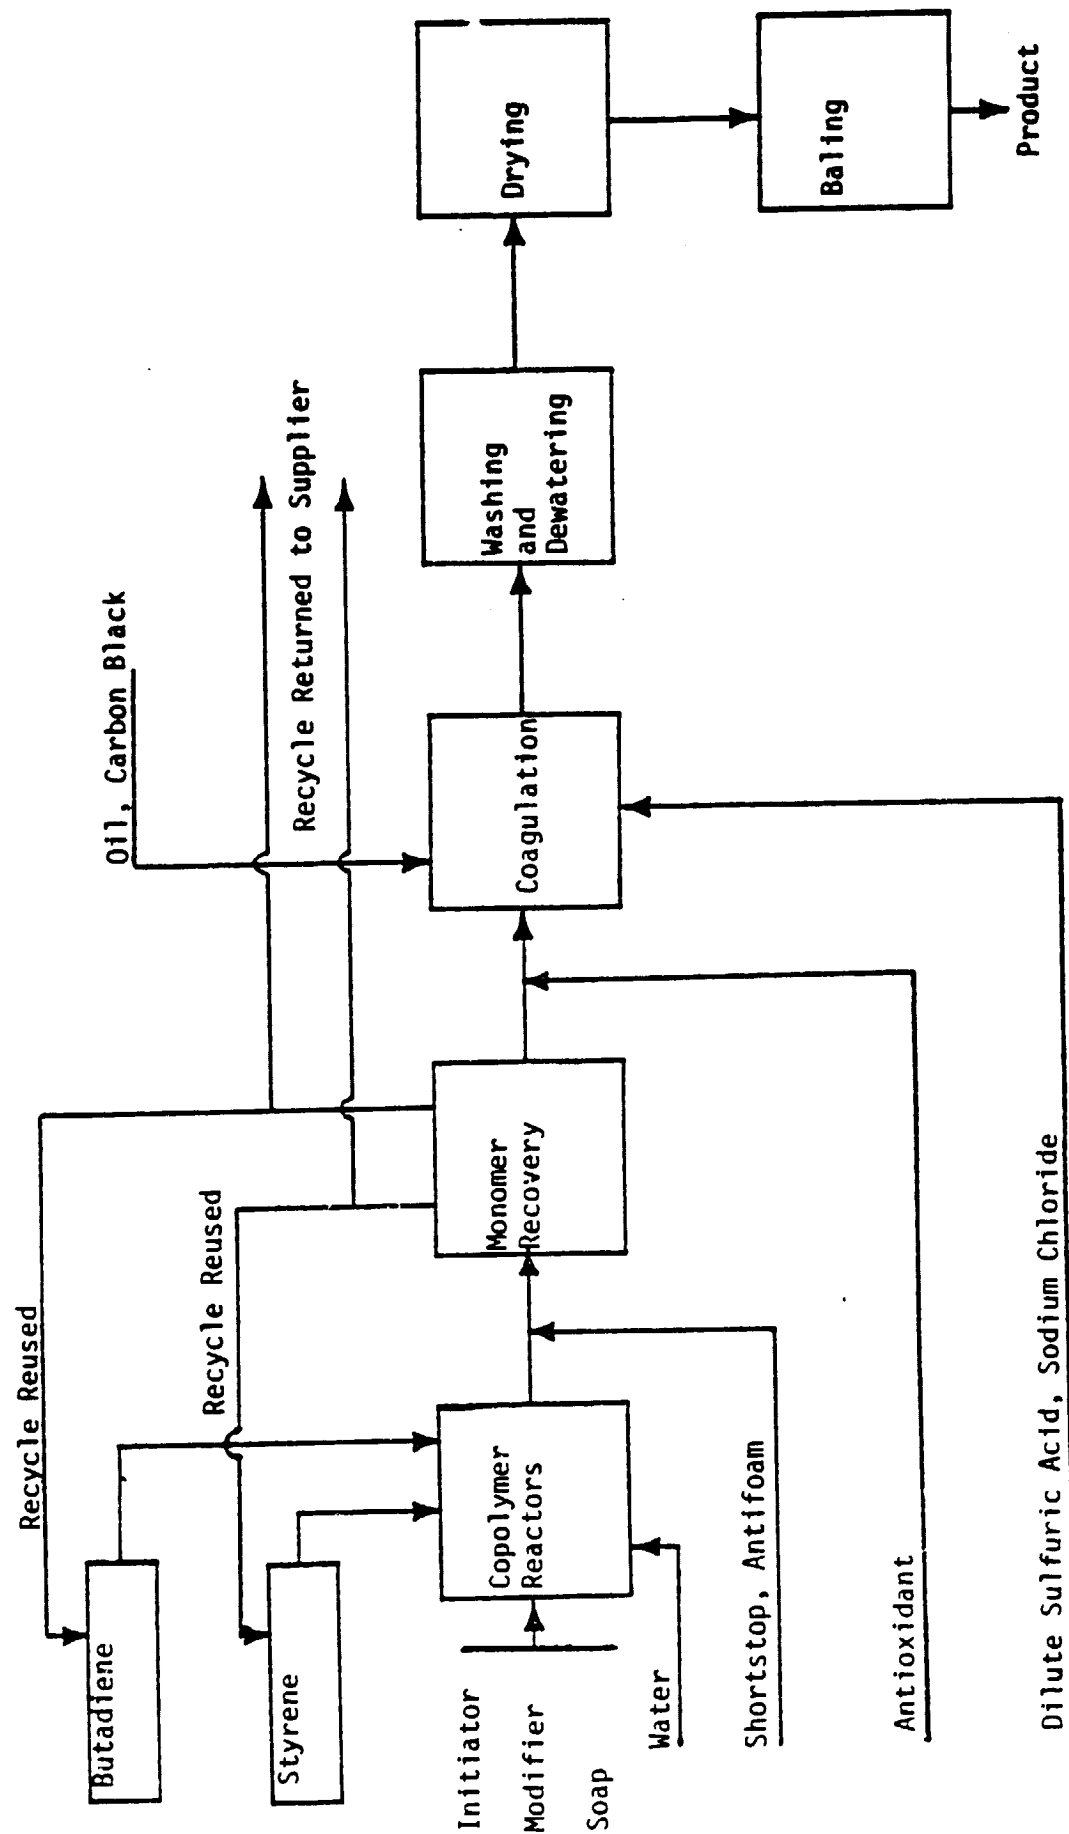 Oil, Carbon Black
Recycle Reused
Recycle Returned to Supplier
Recycle Reused
Butadiene
Styrene
Initiator
Modifier
Soap
Copolymer
Reactors
Monomer
Recovery
Coagulation
Washing
and
Dewatering
Drying
Baling
Product
Water
Shortstop, Antifoam
Antioxidant
Dilute Sulfuric Acid, Sodium Chloride